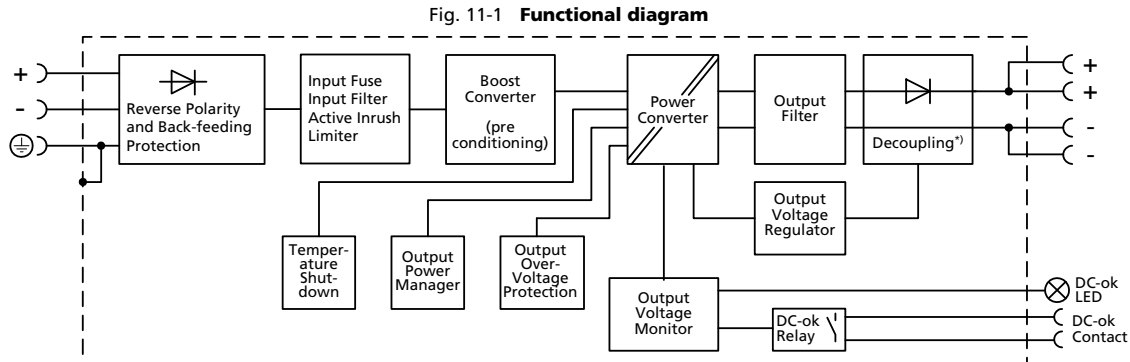 Fig. 11-1 Functional diagram
+
-
Reverse Polarity
and Back-feeding
Protection
Input Fuse
Input Filter
Active Inrush
Limiter
Boost
Converter
(pre
conditioning)
Power
Converter
Output
Filter
Decoupling*)
+
+
-
-
Temper-
ature
Shut-
down
Output
Power
Manager
Output
Over-
Voltage
Protection
Output
Voltage
Regulator
Output
Voltage
Monitor
DC-ok
Relay
DC-ok
LED
DC-ok
Contact